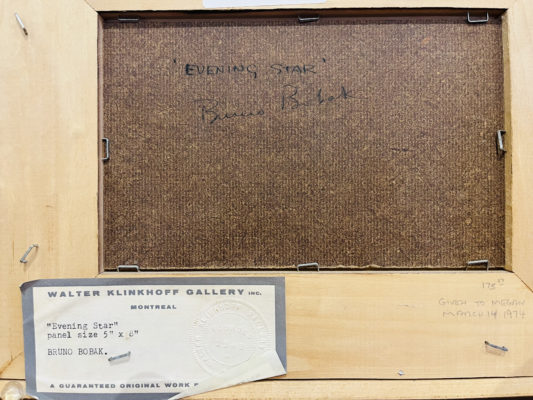 'EVENING STAR'
Bruno Bobak
WALTER KLINKHOFF GALLERY INC.
MONTREAL
"Evening Star"
panel size 5" x 8"
BRUNO BOBAK.
A GUARANTEED ORIGINAL WORK
GIVEN TO
MARCH 14 1974